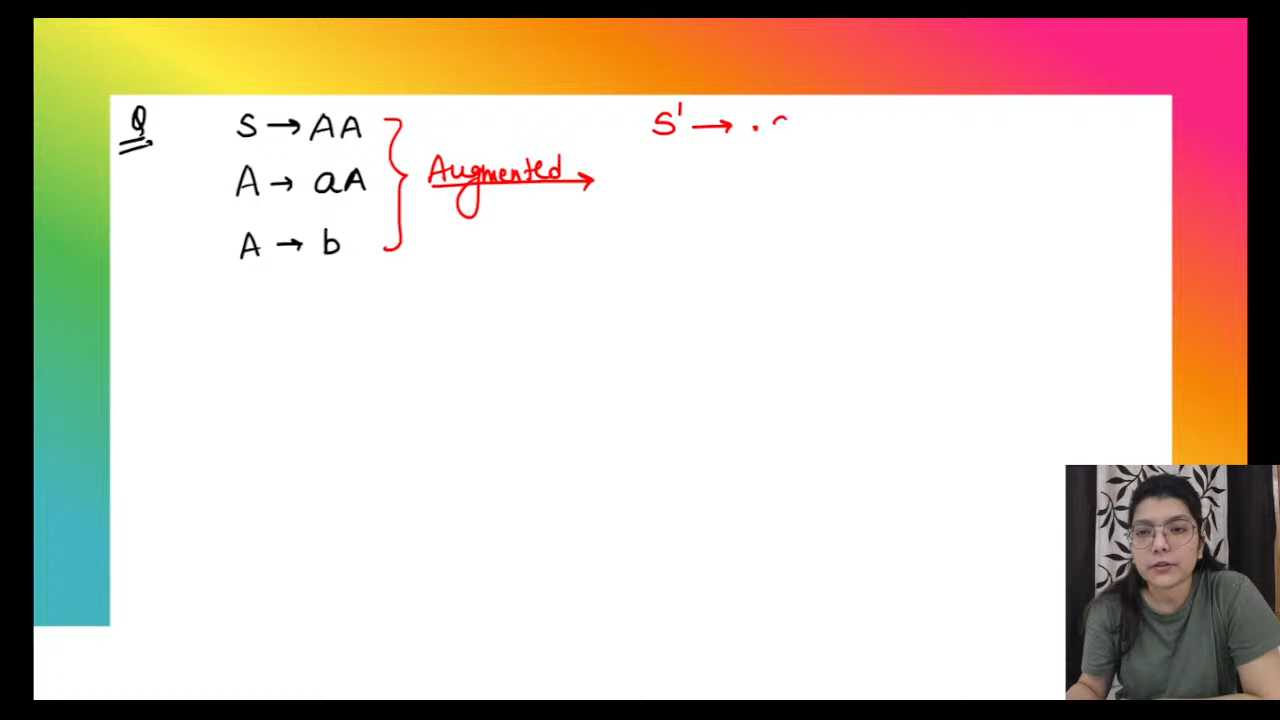 Q
S → AA
A → aA
A → b
Augmented
S' → .